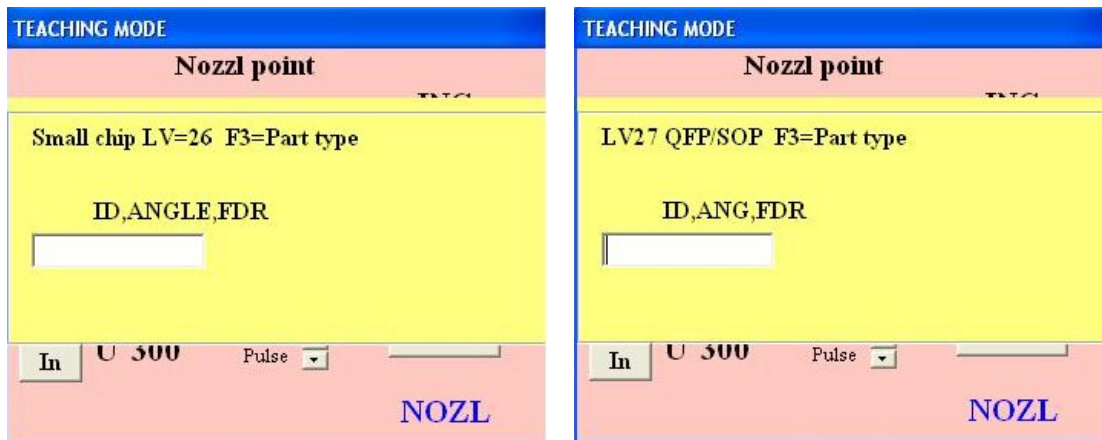 TEACHING MODE
Nozzl point
Small chip LV=26 F3=Part type
ID,ANGLE,FDR
In U 300 Pulse
NOZL
TEACHING MODE
Nozzl point
LV27 QFP/SOP F3=Part type
ID,ANG,FDR
In U 300 Pulse
NOZL